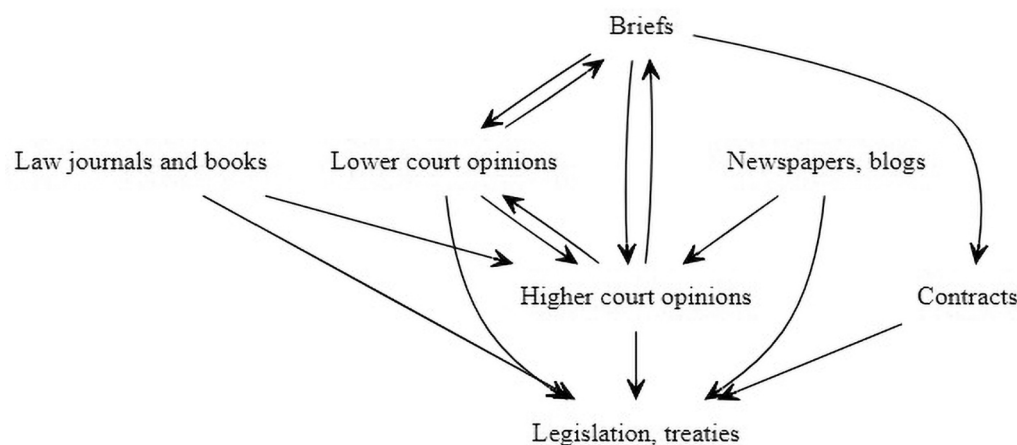 Briefs
Law journals and books
Lower court opinions
Newspapers, blogs
Higher court opinions
Contracts
Legislation, treaties